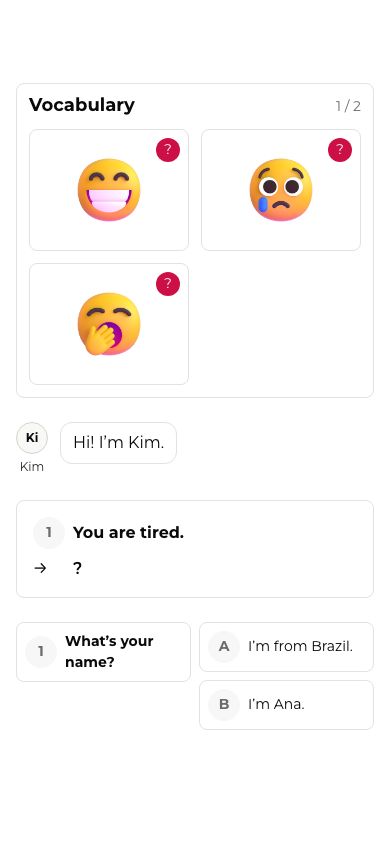 Vocabulary
1 / 2
?
?
?
Ki
Kim
Hi! I’m Kim.
1
You are tired.
→ ?
1
What’s your
name?
A
I’m from Brazil.
B
I’m Ana.